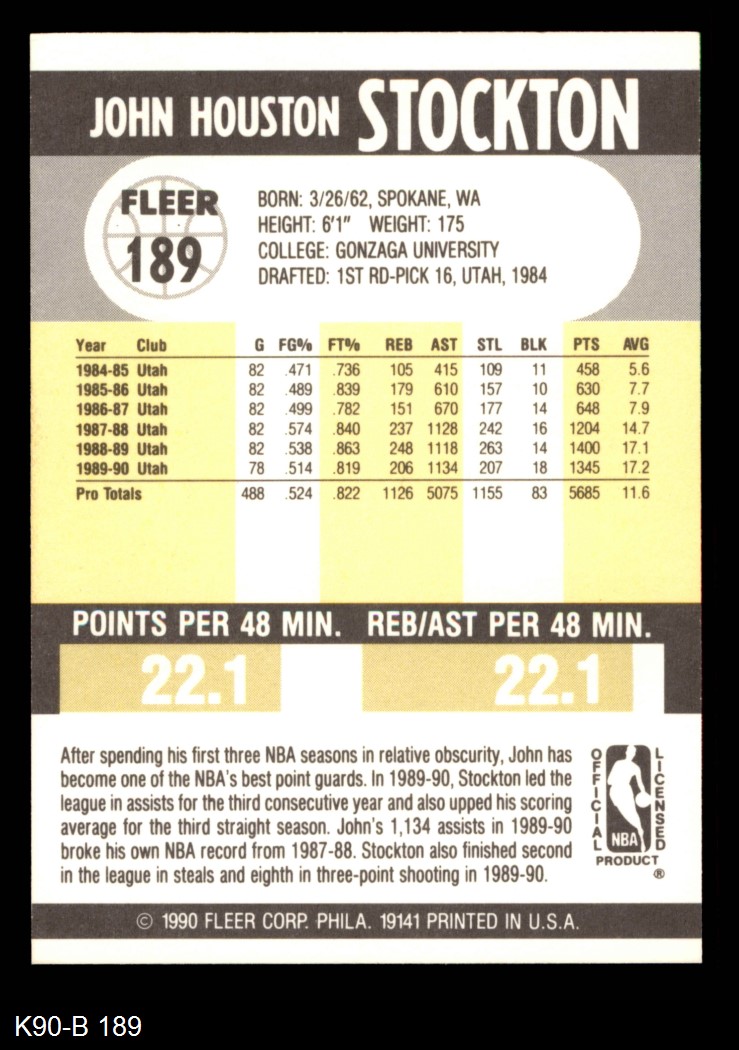 JOHN HOUSTON STOCKTON
FLEER
189
BORN: 3/26/62, SPOKANE, WA
HEIGHT: 6'1" WEIGHT: 175
COLLEGE: GONZAGA UNIVERSITY
DRAFTED: 1ST RD-PICK 16, UTAH, 1984
Year Club G FG% FT% REB AST STL BLK PTS AVG
1984-85 Utah 82 .471 .736 105 415 109 11 458 5.6
1985-86 Utah 82 .489 .839 179 610 157 10 630 7.7
1986-87 Utah 82 .499 .782 151 670 177 14 648 7.9
1987-88 Utah 82 .574 .840 237 1128 242 16 1204 14.7
1988-89 Utah 82 .538 .863 248 1118 263 14 1400 17.1
1989-90 Utah 78 .514 .819 206 1134 207 18 1345 17.2
Pro Totals 488 .524 .822 1126 5075 1155 83 5685 11.6
POINTS PER 48 MIN. REB/AST PER 48 MIN.
22.1 22.1
After spending his first three NBA seasons in relative obscurity, John has
become one of the NBA's best point guards. In 1989-90, Stockton led the
league in assists for the third consecutive year and also upped his scoring
average for the third straight season. John's 1,134 assists in 1989-90
broke his own NBA record from 1987-88. Stockton also finished second
in the league in steals and eighth in three-point shooting in 1989-90.
OFFICIAL
NBA
LICENSED
PRODUCT
®
© 1990 FLEER CORP. PHILA. 19141 PRINTED IN U.S.A.
K90-B 189